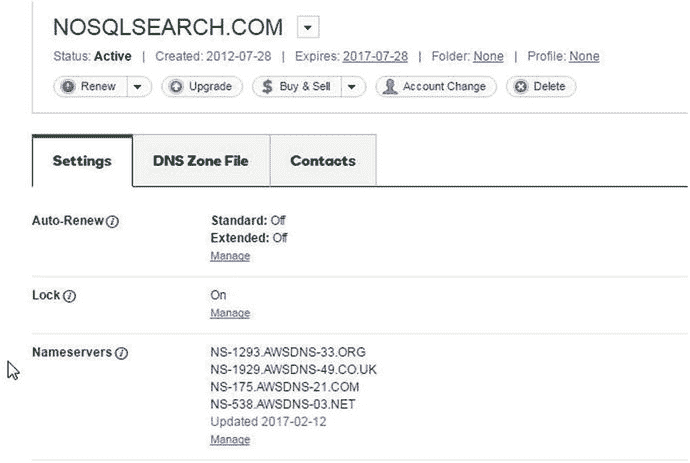 NOSQLSEARCH.COM
Status: Active | Created: 2012-07-28 | Expires: 2017-07-28 | Folder: None | Profile: None
Renew Upgrade Buy & Sell Account Change Delete
Settings DNS Zone File Contacts
Auto-Renew Standard: Off
Extended: Off
Manage
Lock On
Manage
Nameservers NS-1293.AWSDNS-33.ORG
NS-1929.AWSDNS-49.CO.UK
NS-175.AWSDNS-21.COM
NS-538.AWSDNS-03.NET
Updated 2017-02-12
Manage